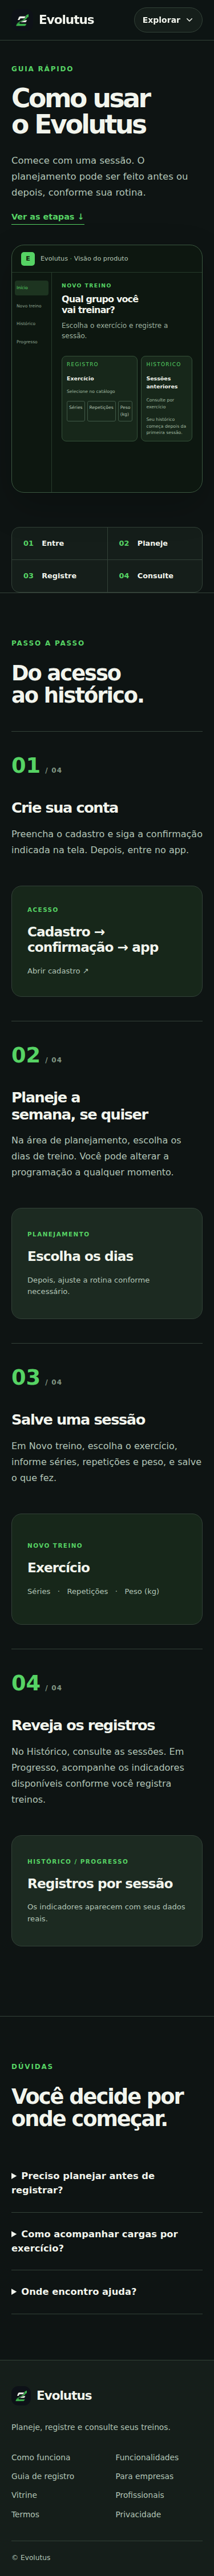 Evolutus
Explorar
GUIA RÁPIDO
Como usar
o Evolutus
Comece com uma sessão. O
planejamento pode ser feito antes ou
depois, conforme sua rotina.
Ver as etapas ↓
E Evolutus · Visão do produto
Início
Novo treino
Histórico
Progresso
NOVO TREINO
Qual grupo você
vai treinar?
Escolha o exercício e registre a
sessão.
REGISTRO
Exercício
Selecione no catálogo
Séries Repetições Peso
(kg)
HISTÓRICO
Sessões
anteriores
Consulte por
exercício
Seu histórico
começa depois da
primeira sessão.
01 Entre
02 Planeje
03 Registre
04 Consulte
PASSO A PASSO
Do acesso
ao histórico.
01 / 04
Crie sua conta
Preencha o cadastro e siga a confirmação
indicada na tela. Depois, entre no app.
ACESSO
Cadastro →
confirmação → app
Abrir cadastro ↗
02 / 04
Planeje a
semana, se quiser
Na área de planejamento, escolha os
dias de treino. Você pode alterar a
programação a qualquer momento.
PLANEJAMENTO
Escolha os dias
Depois, ajuste a rotina conforme
necessário.
03 / 04
Salve uma sessão
Em Novo treino, escolha o exercício,
informe séries, repetições e peso, e salve
o que fez.
NOVO TREINO
Exercício
Séries · Repetições · Peso (kg)
04 / 04
Reveja os registros
No Histórico, consulte as sessões. Em
Progresso, acompanhe os indicadores
disponíveis conforme você registra
treinos.
HISTÓRICO / PROGRESSO
Registros por sessão
Os indicadores aparecem com seus dados
reais.
DÚVIDAS
Você decide por
onde começar.
▶ Preciso planejar antes de
registrar?
▶ Como acompanhar cargas por
exercício?
▶ Onde encontro ajuda?
Evolutus
Planeje, registre e consulte seus treinos.
Como funciona
Funcionalidades
Guia de registro
Para empresas
Vitrine
Profissionais
Termos
Privacidade
© Evolutus